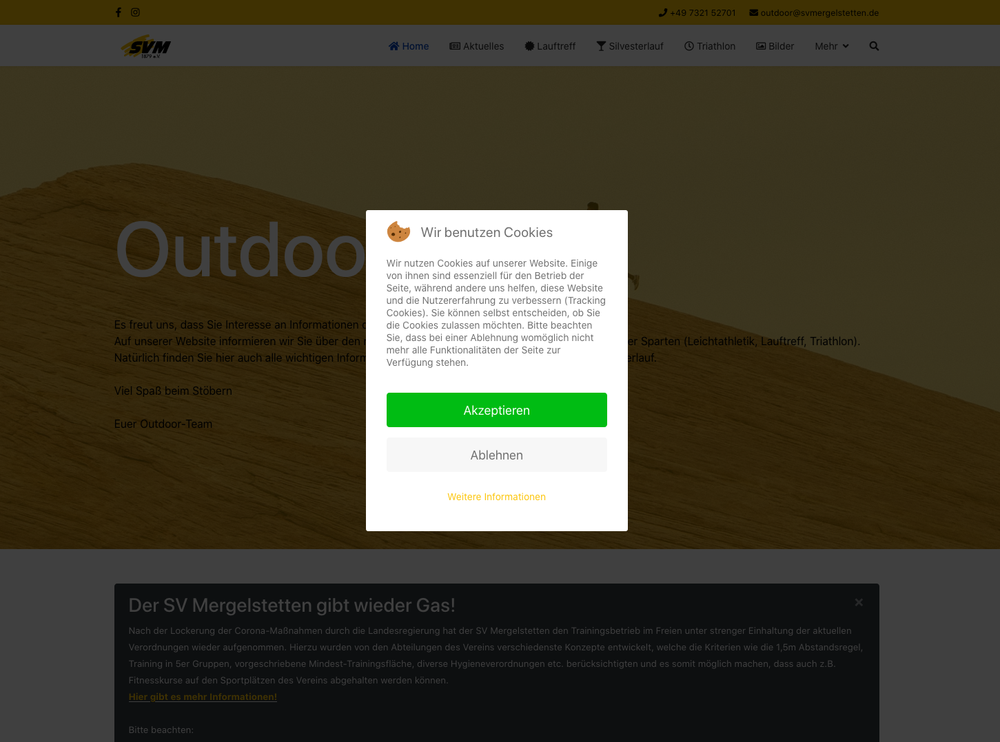 +49 7321 52701 outdoor@svmergelstetten.de
SVM 1879 e.V. Home Aktuelles Lauftreff Silvesterlauf Triathlon Bilder Mehr
Outdoo
Es freut uns, dass Sie Interesse an Informationen
Auf unserer Website informieren wir Sie über den
er Sparten (Leichtathletik, Lauftreff, Triathlon).
Natürlich finden Sie hier auch alle wichtigen
erlauf.
Viel Spaß beim Stöbern
Euer Outdoor-Team
Wir benutzen Cookies
Wir nutzen Cookies auf unserer Website. Einige
von ihnen sind essenziell für den Betrieb der
Seite, während andere uns helfen, diese Website
und die Nutzererfahrung zu verbessern (Tracking
Cookies). Sie können selbst entscheiden, ob Sie
die Cookies zulassen möchten. Bitte beachten
Sie, dass bei einer Ablehnung womöglich nicht
mehr alle Funktionalitäten der Seite zur
Verfügung stehen.
Akzeptieren
Ablehnen
Weitere Informationen
Der SV Mergelstetten gibt wieder Gas! ×
Nach der Lockerung der Corona-Maßnahmen durch die Landesregierung hat der SV Mergelstetten den Trainingsbetrieb im Freien unter strenger Einhaltung der aktuellen
Verordnungen wieder aufgenommen. Hierzu wurden von den Abteilungen des Vereins verschiedenste Konzepte entwickelt, welche die Kriterien wie die 1,5m Abstandsregel,
Training in 5er Gruppen, vorgeschriebene Mindest-Trainingsfläche, diverse Hygieneverordnungen etc. berücksichtigten und es somit möglich machen, dass auch z.B.
Fitnesskurse auf den Sportplätzen des Vereins abgehalten werden können.
Hier gibt es mehr Informationen!
Bitte beachten: